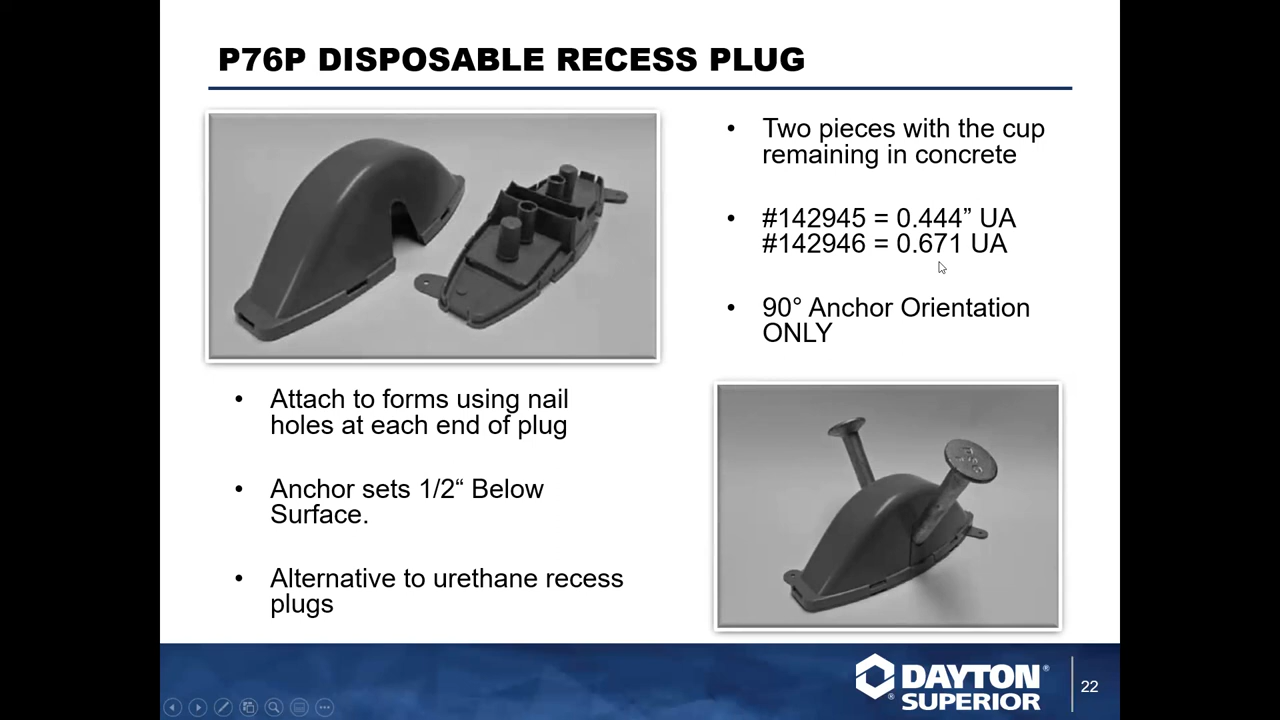 P76P DISPOSABLE RECESS PLUG
• Two pieces with the cup
remaining in concrete
• #142945 = 0.444” UA
#142946 = 0.671 UA
• 90° Anchor Orientation
ONLY
• Attach to forms using nail
holes at each end of plug
• Anchor sets 1/2“ Below
Surface.
• Alternative to urethane recess
plugs
DAYTON®
®SUPERIOR
22